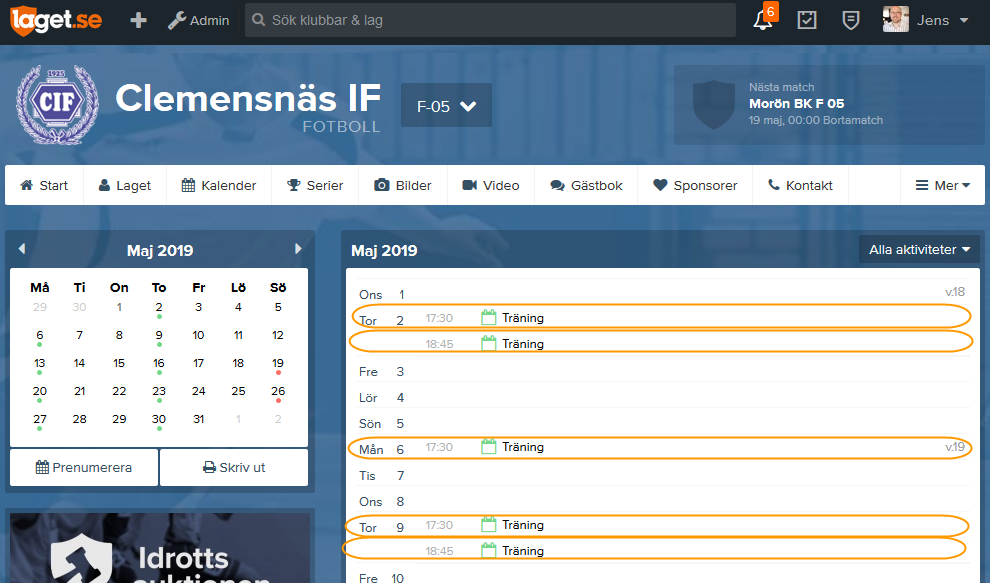 laget.se Admin Sök klubbar & lag 6 Jens
1923
CIF
Clemensnäs IF
FOTBOLL
F-05
Nästa match
Morön BK F 05
19 maj, 00:00 Bortamatch
Start Laget Kalender Serier Bilder Video Gästbok Sponsorer Kontakt Mer
Maj 2019
Må Ti On To Fr Lö Sö
29 30 1 2 3 4 5
6 7 8 9 10 11 12
13 14 15 16 17 18 19
20 21 22 23 24 25 26
27 28 29 30 31 1 2
Prenumerera Skriv ut
Idrotts
auktionen
Maj 2019 Alla aktiviteter
Ons 1 v.18
Tor 2 17:30 Träning
18:45 Träning
Fre 3
Lör 4
Sön 5
Mån 6 17:30 Träning v.19
Tis 7
Ons 8
Tor 9 17:30 Träning
18:45 Träning
Fre 10